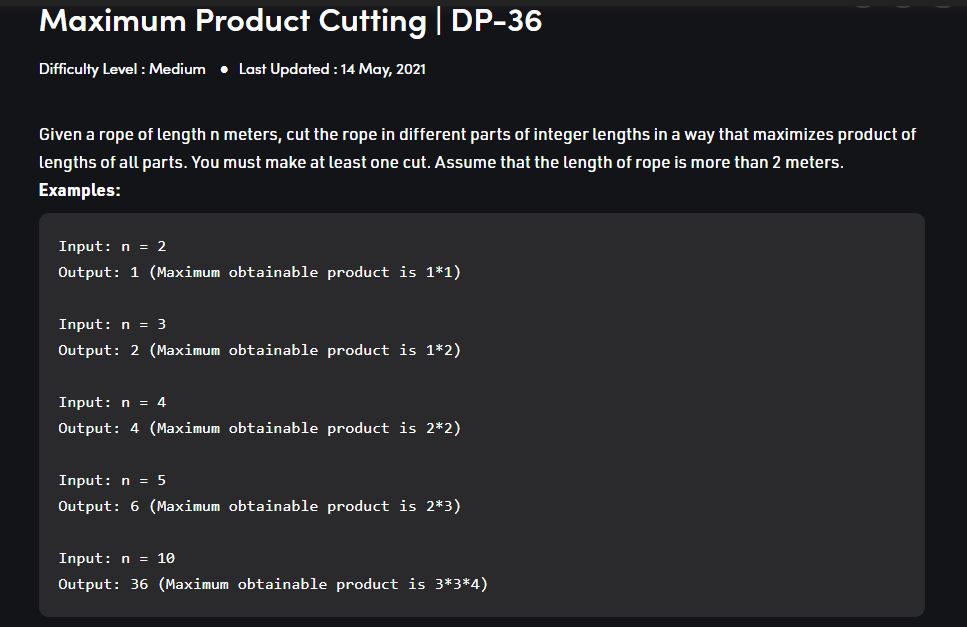 Maximum Product Cutting | DP-36
Difficulty Level : Medium ● Last Updated : 14 May, 2021
Given a rope of length n meters, cut the rope in different parts of integer lengths in a way that maximizes product of
lengths of all parts. You must make at least one cut. Assume that the length of rope is more than 2 meters.
Examples:
Input: n = 2
Output: 1 (Maximum obtainable product is 1*1)
Input: n = 3
Output: 2 (Maximum obtainable product is 1*2)
Input: n = 4
Output: 4 (Maximum obtainable product is 2*2)
Input: n = 5
Output: 6 (Maximum obtainable product is 2*3)
Input: n = 10
Output: 36 (Maximum obtainable product is 3*3*4)